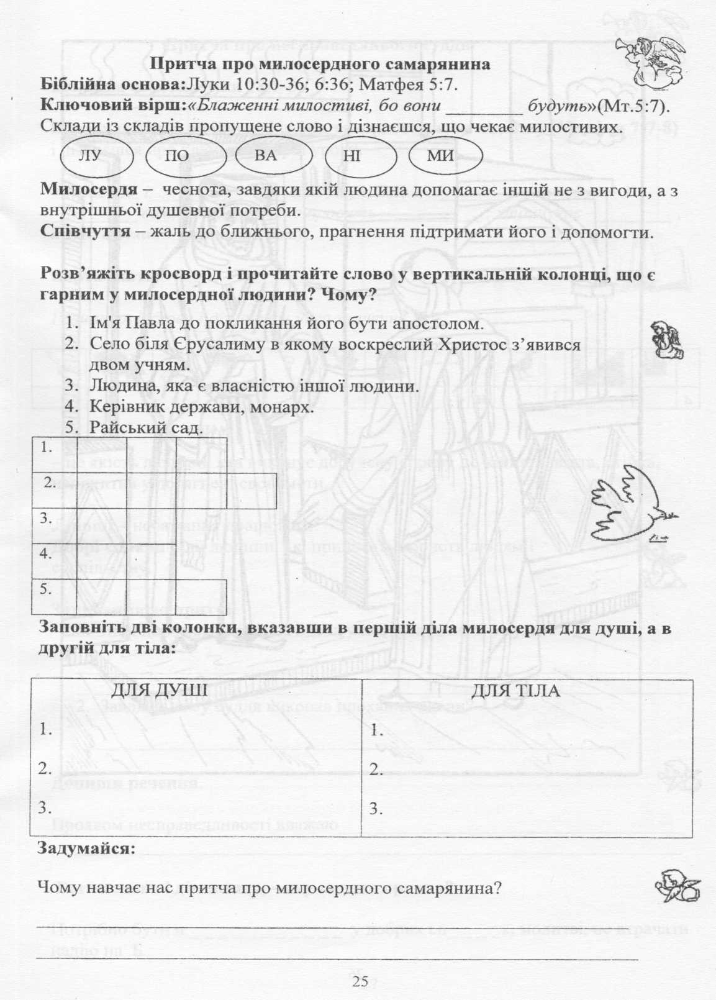 Притча про милосердного самарянина
Біблійна основа:Луки 10:30-36; 6:36; Матфея 5:7.
Ключовий вірш:«Блаженні милостиві, бо вони _________ будуть»(Мт.5:7).
Склади із складів пропущене слово і дізнаєшся, що чекає милостивих.
ЛУ ПО ВА НІ МИ
Милосердя – чеснота, завдяки якій людина допомагає іншій не з вигоди, а з
внутрішньої душевної потреби.
Співчуття – жаль до ближнього, прагнення підтримати його і допомогти.
Розв’яжіть кросворд і прочитайте слово у вертикальній колонці, що є
гарним у милосердної людини? Чому?
1. Ім'я Павла до покликання його бути апостолом.
2. Село біля Єрусалиму в якому воскреслий Христос з’явився
двом учням.
3. Людина, яка є власністю іншої людини.
4. Керівник держави, монарх.
5. Райський сад.
1.
2.
3.
4.
5.
Заповніть дві колонки, вказавши в першій діла милосердя для душі, а в
другій для тіла:
ДЛЯ ДУШІ ДЛЯ ТІЛА
1. 1.
2. 2.
3. 3.
Задумайся:
Чому навчає нас притча про милосердного самарянина?
25